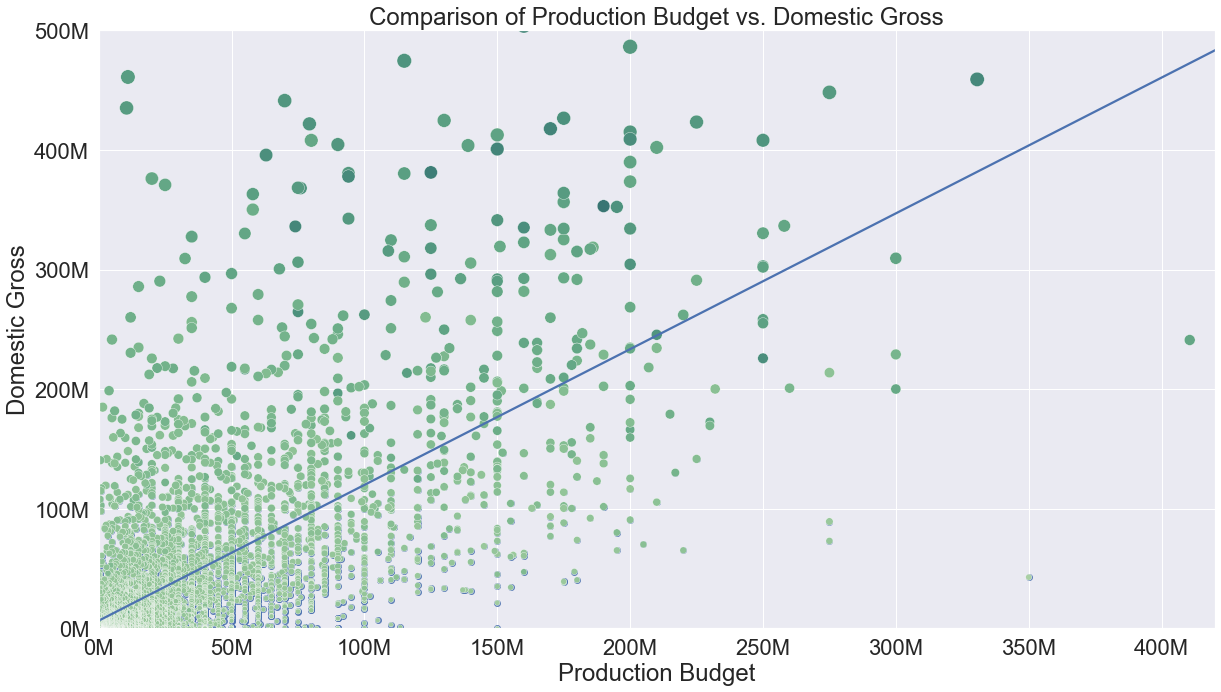 Comparison of Production Budget vs. Domestic Gross
500M
400M
300M
200M
100M
0M
Domestic Gross
0M 50M 100M 150M 200M 250M 300M 350M 400M
Production Budget